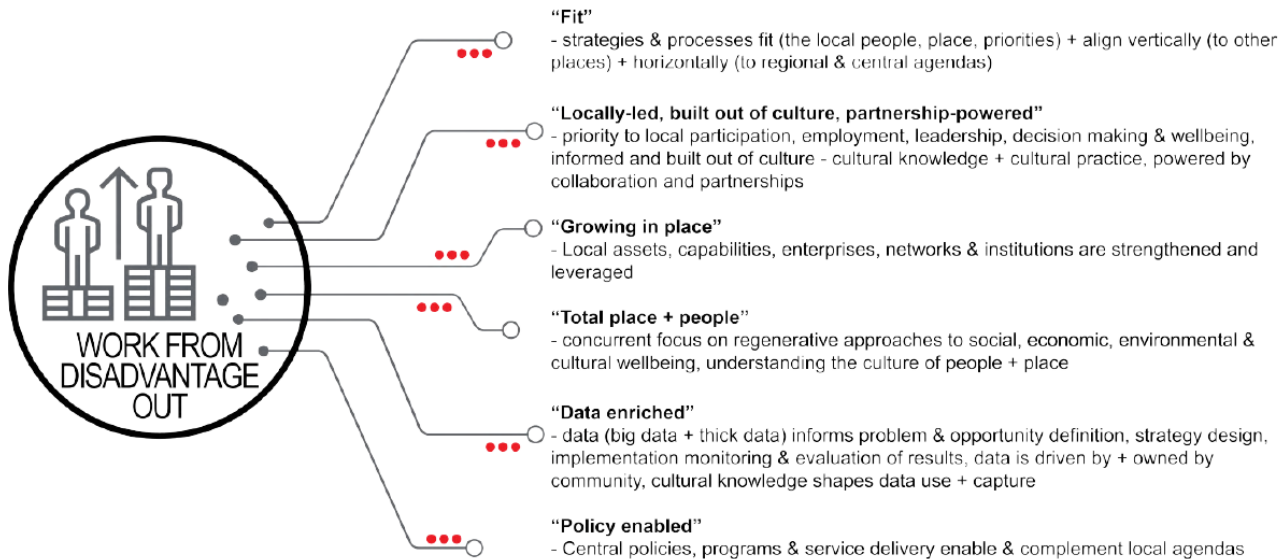 WORK FROM
DISADVANTAGE
OUT
“Fit”
- strategies & processes fit (the local people, place, priorities) + align vertically (to other
places) + horizontally (to regional & central agendas)
“Locally-led, built out of culture, partnership-powered”
- priority to local participation, employment, leadership, decision making & wellbeing,
informed and built out of culture - cultural knowledge + cultural practice, powered by
collaboration and partnerships
“Growing in place”
- Local assets, capabilities, enterprises, networks & institutions are strengthened and
leveraged
“Total place + people”
- concurrent focus on regenerative approaches to social, economic, environmental &
cultural wellbeing, understanding the culture of people + place
“Data enriched”
- data (big data + thick data) informs problem & opportunity definition, strategy design,
implementation monitoring & evaluation of results, data is driven by + owned by
community, cultural knowledge shapes data use + capture
“Policy enabled”
- Central policies, programs & service delivery enable & complement local agendas